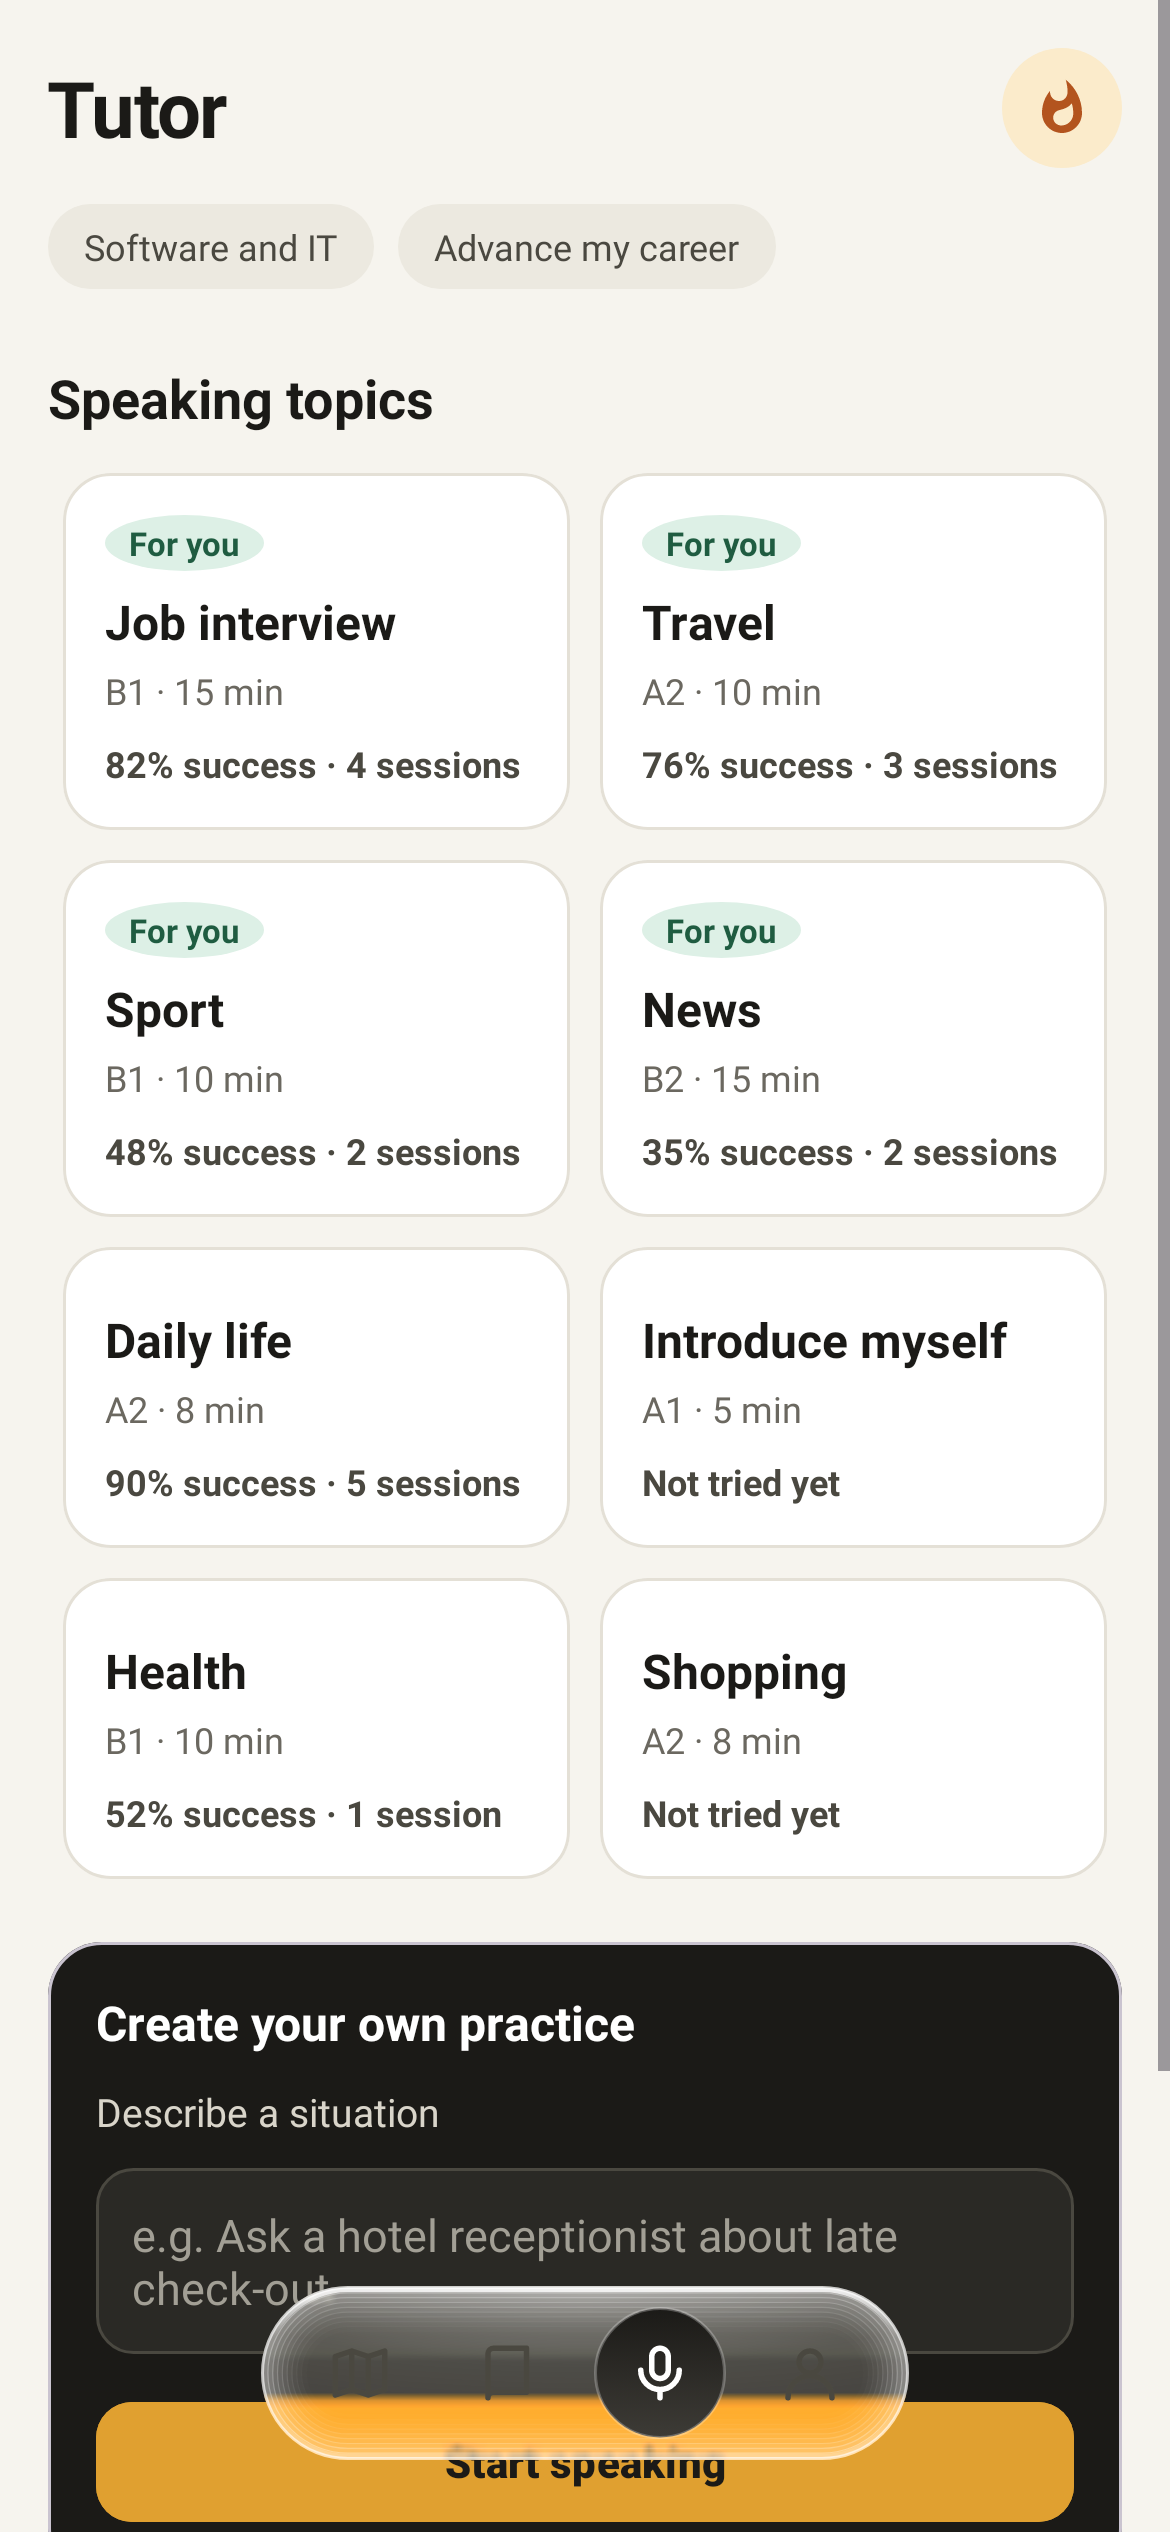 Tutor
Software and IT
Advance my career
Speaking topics
For you
Job interview
B1 · 15 min
82% success · 4 sessions
For you
Travel
A2 · 10 min
76% success · 3 sessions
For you
Sport
B1 · 10 min
48% success · 2 sessions
For you
News
B2 · 15 min
35% success · 2 sessions
Daily life
A2 · 8 min
90% success · 5 sessions
Introduce myself
A1 · 5 min
Not tried yet
Health
B1 · 10 min
52% success · 1 session
Shopping
A2 · 8 min
Not tried yet
Create your own practice
Describe a situation
e.g. Ask a hotel receptionist about late
check-out
Start speaking